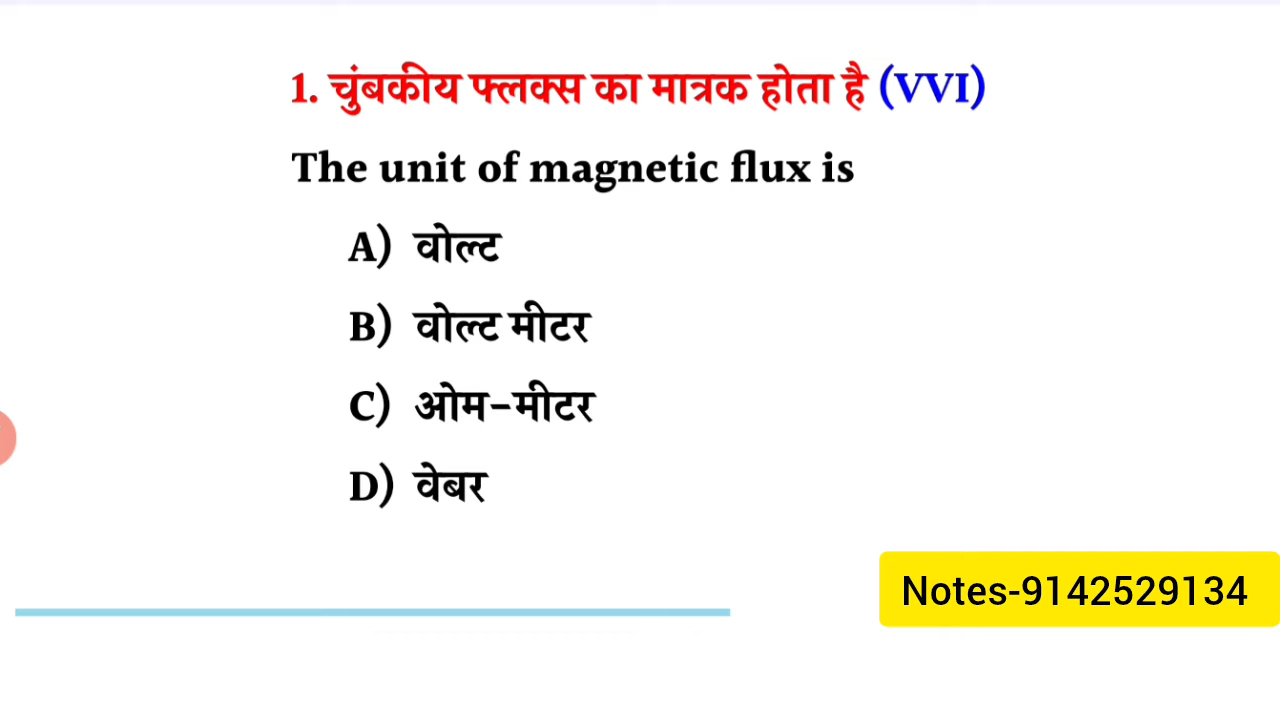 1. चुंबकीय फ्लक्स का मात्रक होता है (VVI)
The unit of magnetic flux is
A) वोल्ट
B) वोल्ट मीटर
C) ओम-मीटर
D) वेबर
Notes-9142529134